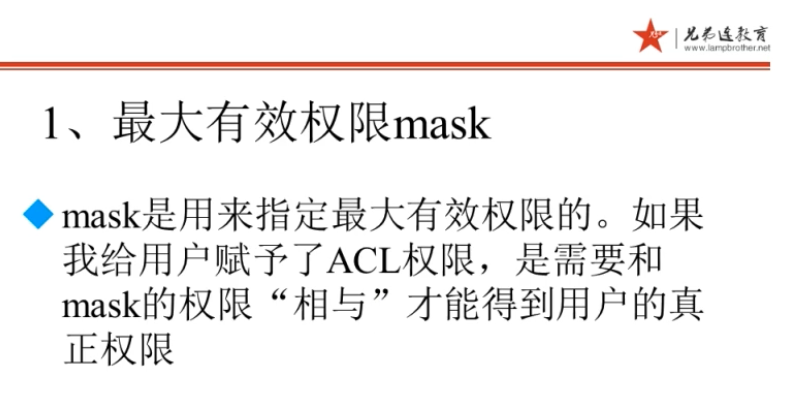 兄弟连教育
www.lampbrother.net
1、最大有效权限mask
mask是用来指定最大有效权限的。如果
我给用户赋予了ACL权限，是需要和
mask的权限“相与”才能得到用户的真
正权限